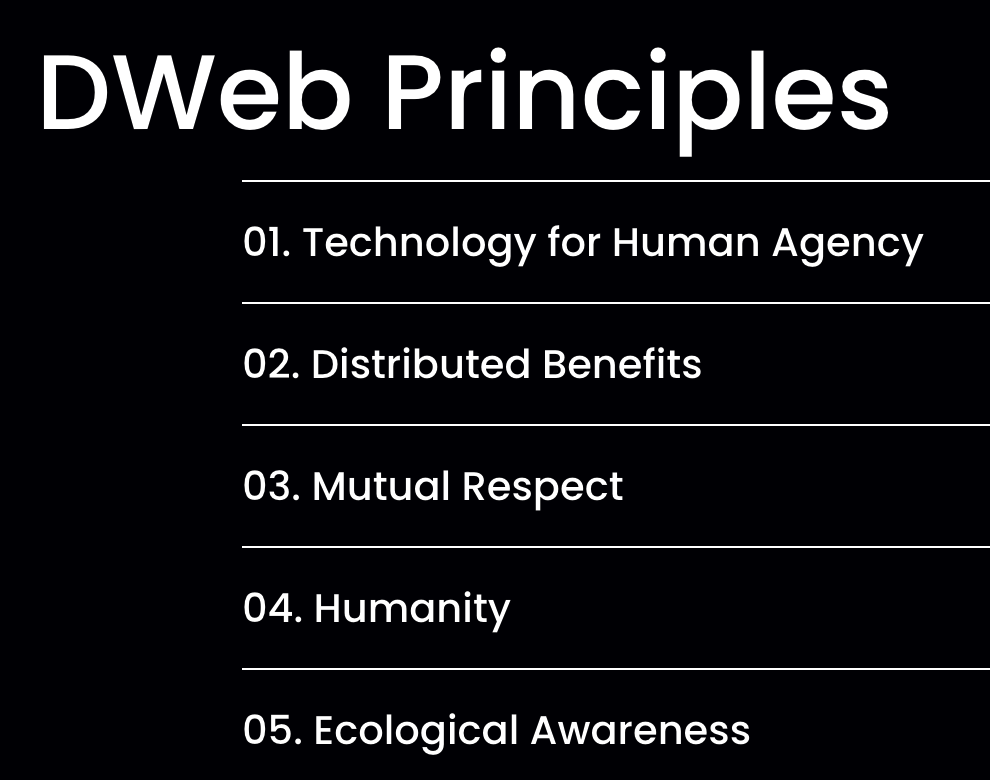 DWeb Principles
01. Technology for Human Agency
02. Distributed Benefits
03. Mutual Respect
04. Humanity
05. Ecological Awareness